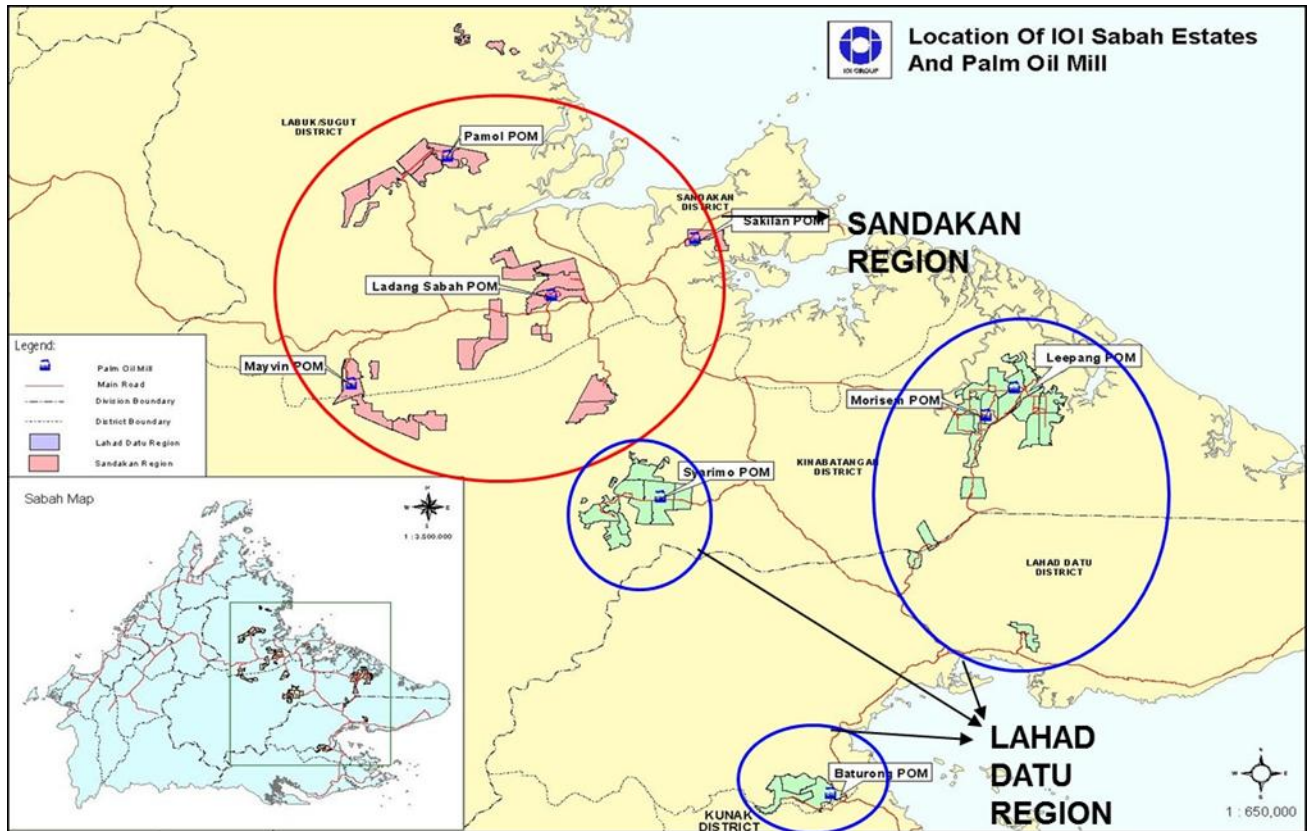 Location Of IOI Sabah Estates
And Palm Oil Mill
IOI GROUP
LABUK/SUGUT
DISTRICT
Pamol POM
SANDAKAN
DISTRICT
Sakilan POM
SANDAKAN
REGION
Ladang Sabah POM
Mayvin POM
Leepang POM
Morisem POM
KINABATANGAN
DISTRICT
Syarimo POM
LAHAD DATU
DISTRICT
Legend:
Palm Oil Mill
Main Road
Division Boundary
District Boundary
Lahad Datu Region
Sandakan Region
Sabah Map
N
W
E
S
1 : 3,500,000
LAHAD
DATU
REGION
Baturong POM
KUNAK
DISTRICT
1 : 650,000